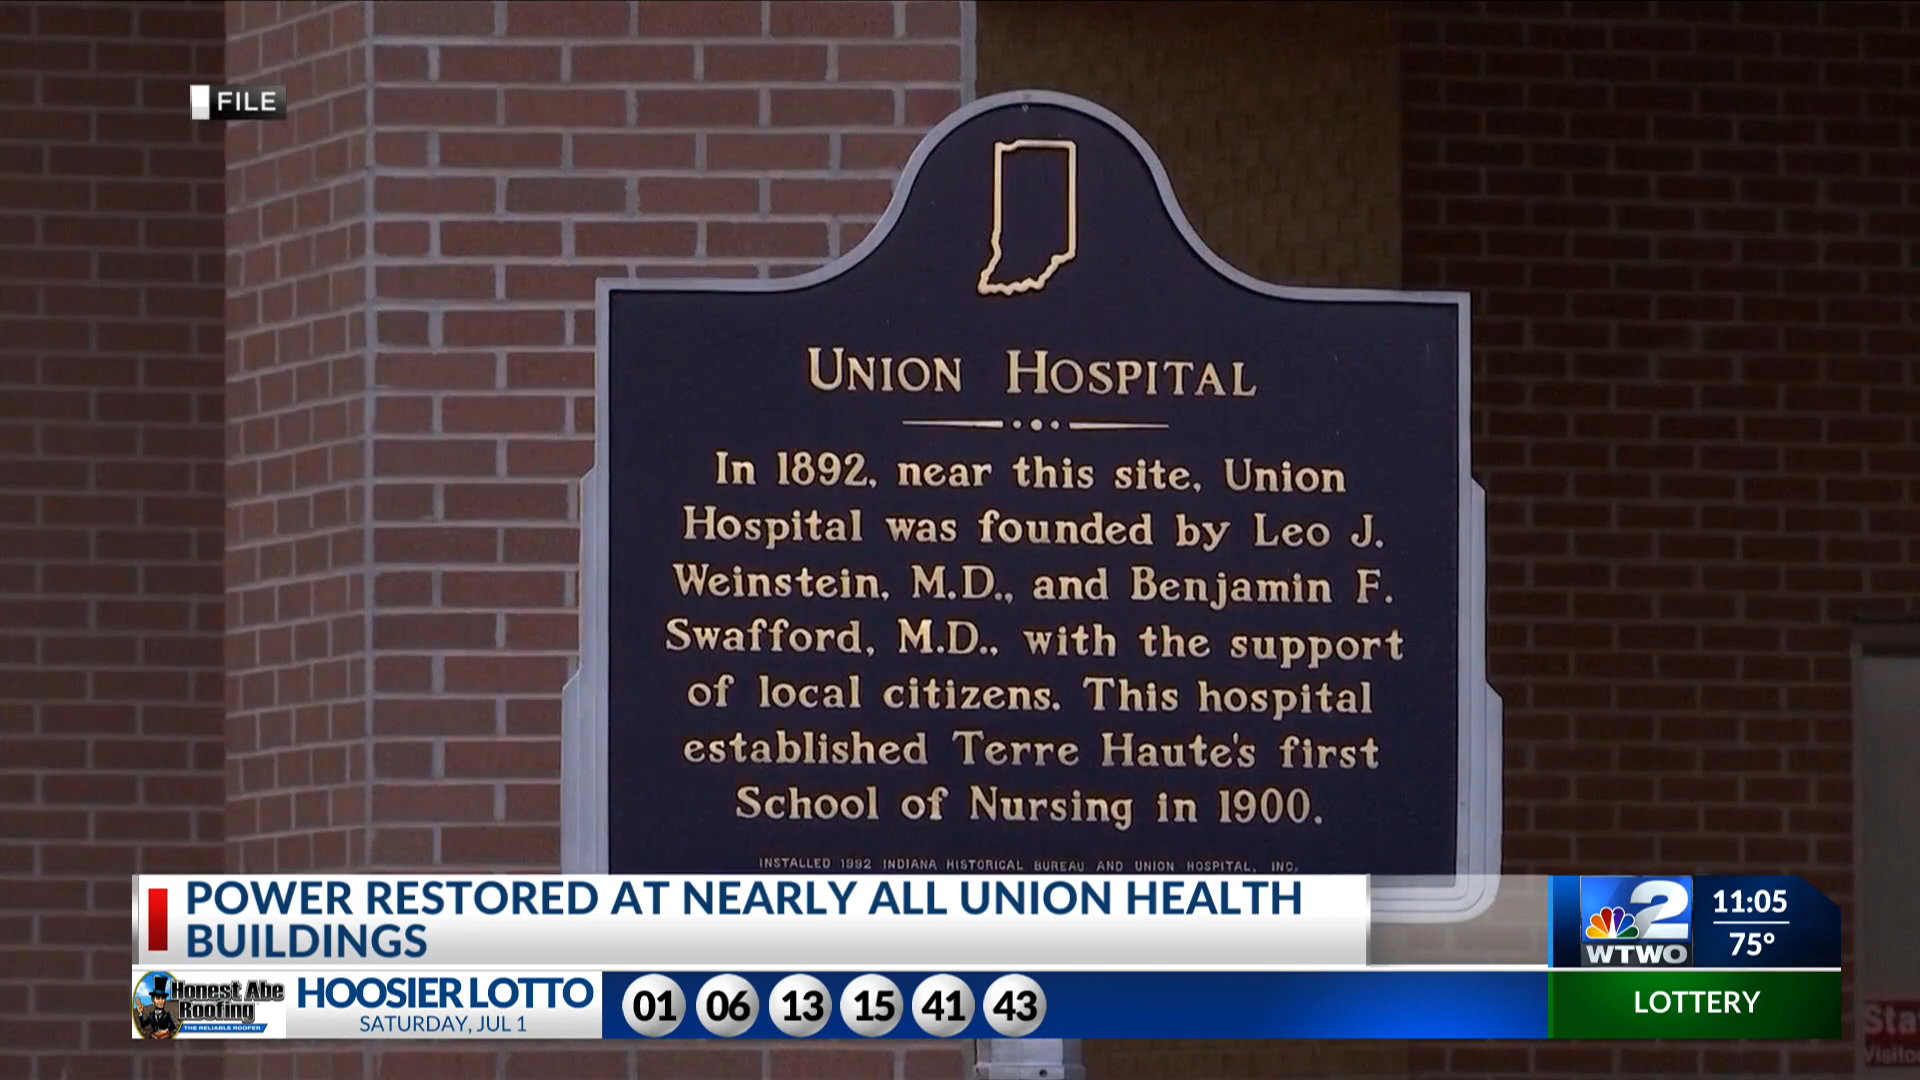 FILE
UNION HOSPITAL
In 1892, near this site, Union
Hospital was founded by Leo J.
Weinstein, M.D., and Benjamin F.
Swafford, M.D., with the support
of local citizens. This hospital
established Terre Haute's first
School of Nursing in 1900.
INSTALLED 1992 INDIANA HISTORICAL BUREAU AND UNION HOSPITAL, INC.
POWER RESTORED AT NEARLY ALL UNION HEALTH
BUILDINGS
2
WTWO
11:05
75°
Honest Abe
Roofing
THE RELIABLE ROOFER
HOOSIER LOTTO
SATURDAY, JUL 1
01 06 13 15 41 43
LOTTERY